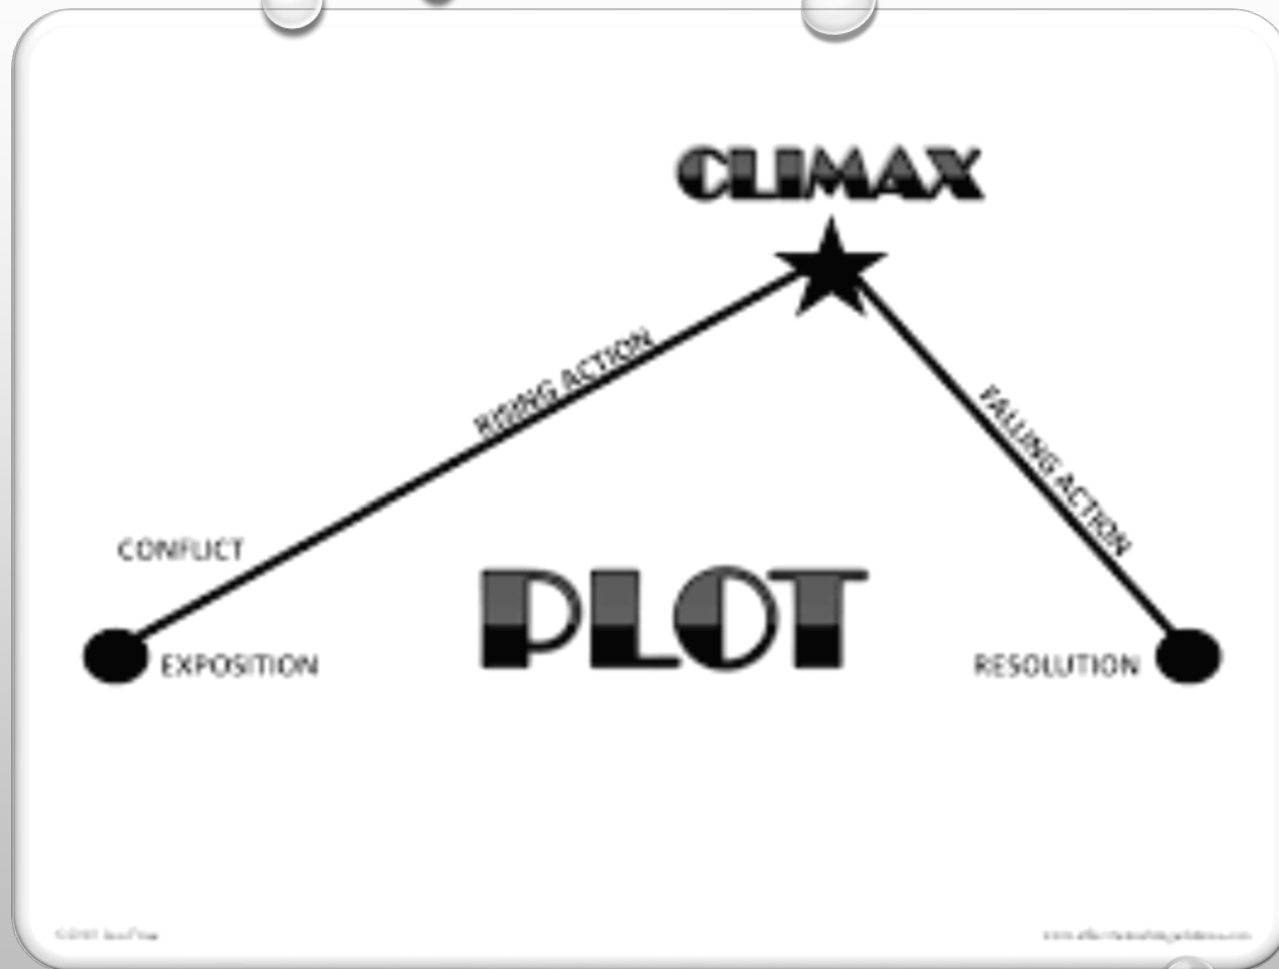 CLIMAX
RISING ACTION
FALLING ACTION
CONFLICT
PLOT
EXPOSITION
RESOLUTION